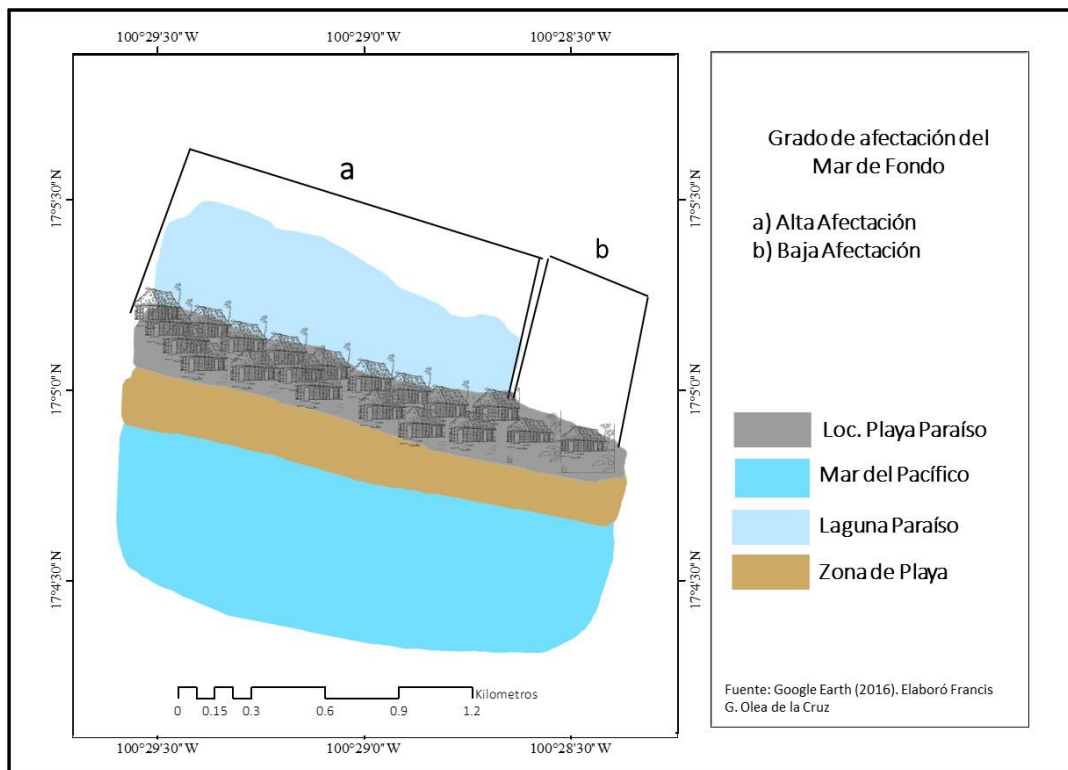 100°29'30"W 100°29'0"W 100°28'30"W
17°5'30"N
17°5'0"N
17°4'30"N
a
b
17°5'30"N
17°5'0"N
17°4'30"N
Kilometros
0 0.15 0.3 0.6 0.9 1.2
100°29'30"W 100°29'0"W 100°28'30"W
Grado de afectación del
Mar de Fondo
a) Alta Afectación
b) Baja Afectación
Loc. Playa Paraíso
Mar del Pacífico
Laguna Paraíso
Zona de Playa
Fuente: Google Earth (2016). Elaboró Francis
G. Olea de la Cruz